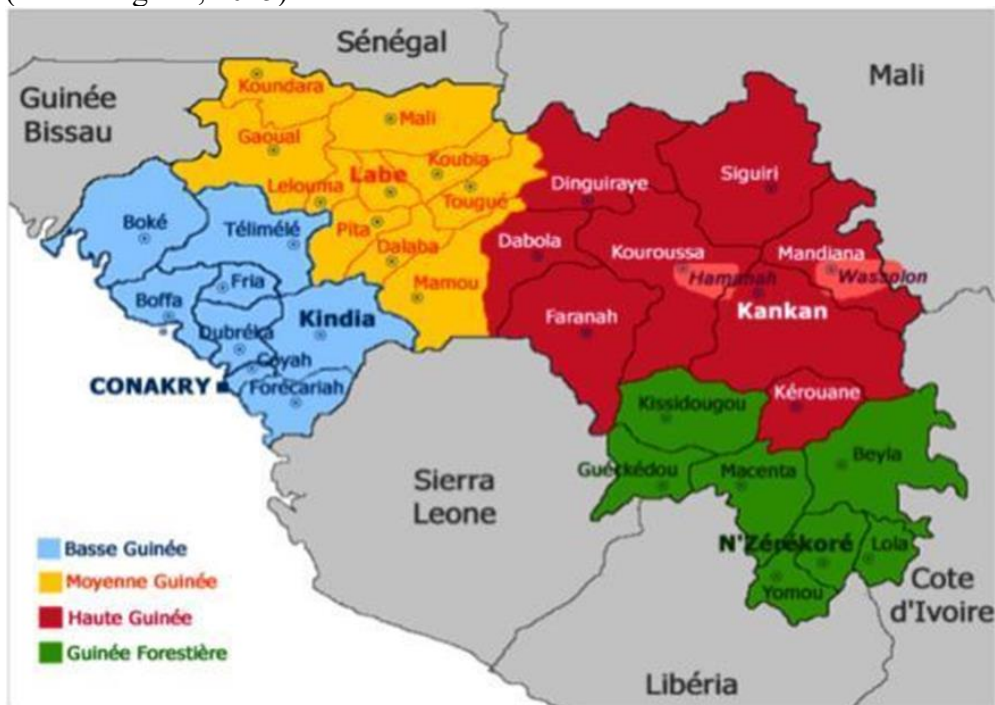 Sénégal
Mali
Guinée
Bissau
Koundara
Mali
Gaoual
Koubia
Labe
Lelouma
Tougué
Siguiri
Dinguiraye
Boké
Télimélé
Pita
Dalaba
Dabola
Kouroussa
Mandiana
Hamanah
Wassolon
Fria
Mamou
Boffa
Kindia
Faranah
Kankan
Dubréka
Coyah
CONAKRY
Forécariah
Kissidougou
Kérouane
Guéckédou
Macenta
Beyla
Sierra
Leone
N'Zérékoré
Lola
Yomou
Cote
d'Ivoire
Libéria
Basse Guinée
Moyenne Guinée
Haute Guinée
Guinée Forestière